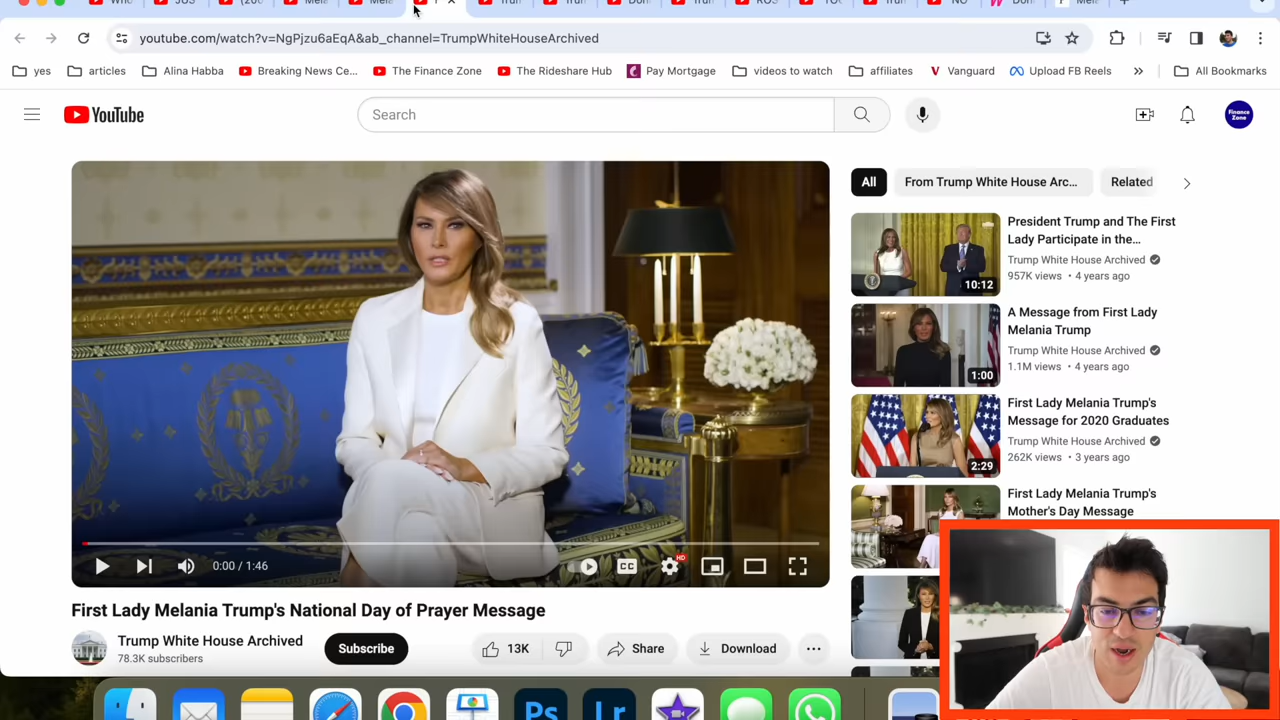 youtube.com/watch?v=NgPjzu6aEqA&ab_channel=TrumpWhiteHouseArchived
yes
articles
Alina Habba
Breaking News Ce...
The Finance Zone
The Rideshare Hub
Pay Mortgage
videos to watch
affiliates
Vanguard
Upload FB Reels
»
All Bookmarks
YouTube
Search
Finance
Zone
All
From Trump White House Arc...
Related
President Trump and The First
Lady Participate in the...
Trump White House Archived
957K views • 4 years ago
10:12
A Message from First Lady
Melania Trump
Trump White House Archived
1.1M views • 4 years ago
1:00
First Lady Melania Trump's
Message for 2020 Graduates
Trump White House Archived
262K views • 3 years ago
2:29
First Lady Melania Trump's
Mother's Day Message
0:00 / 1:46
CC
HD
First Lady Melania Trump's National Day of Prayer Message
Trump White House Archived
78.3K subscribers
Subscribe
13K
Share
Download
Ps
Lr